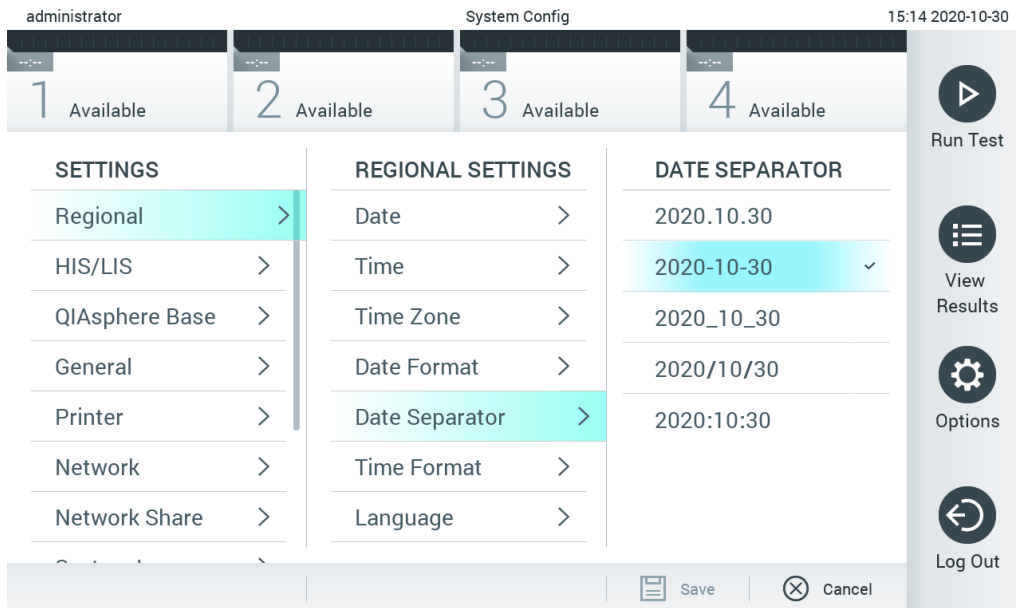 administrator System Config 15:14 2020-10-30
--:-- --:-- --:-- --:--
1 Available 2 Available 3 Available 4 Available
Run Test
SETTINGS REGIONAL SETTINGS DATE SEPARATOR
Regional Date 2020.10.30
HIS/LIS Time 2020-10-30
View
Results
QIAsphere Base Time Zone 2020_10_30
General Date Format 2020/10/30
Printer Date Separator 2020:10:30
Options
Network Time Format
Network Share Language
Log Out
Save Cancel